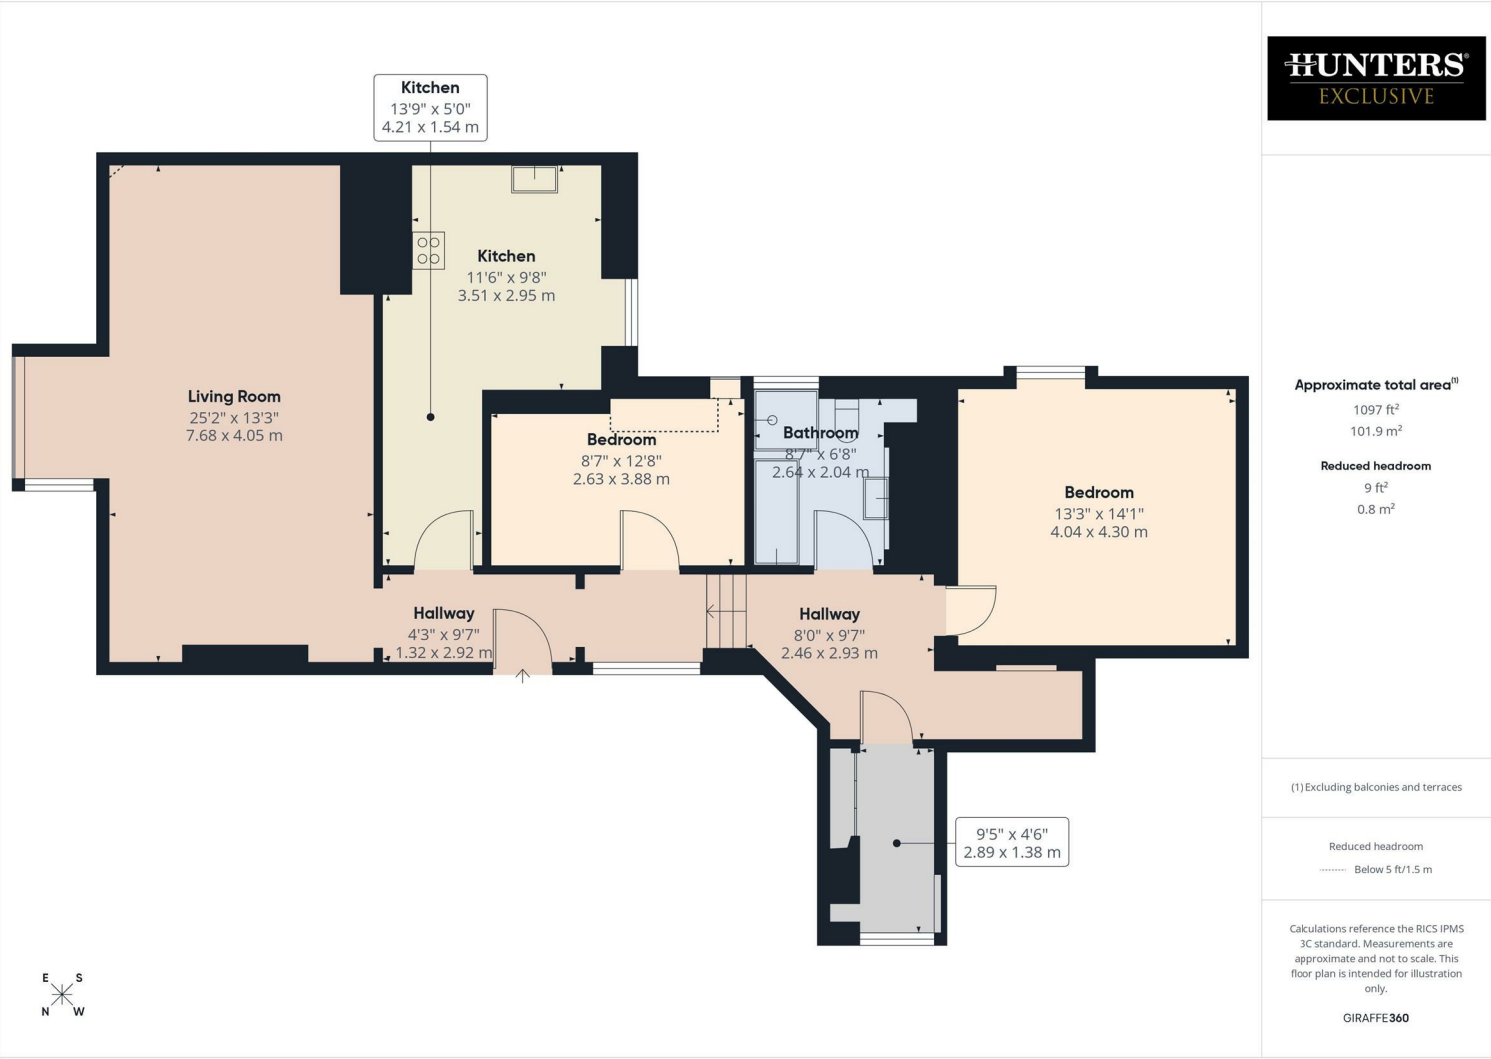 Kitchen
13'9" x 5'0"
4.21 x 1.54 m
HUNTERS®
EXCLUSIVE
Kitchen
11'6" x 9'8"
3.51 x 2.95 m
Living Room
25'2" x 13'3"
7.68 x 4.05 m
Bedroom
8'7" x 12'8"
2.63 x 3.88 m
Bathroom
8'7" x 6'8"
2.64 x 2.04 m
Bedroom
13'3" x 14'1"
4.04 x 4.30 m
Hallway
4'3" x 9'7"
1.32 x 2.92 m
Hallway
8'0" x 9'7"
2.46 x 2.93 m
9'5" x 4'6"
2.89 x 1.38 m
E S
N W
Approximate total area⁽¹⁾
1097 ft²
101.9 m²
Reduced headroom
9 ft²
0.8 m²
(1) Excluding balconies and terraces
Reduced headroom
Below 5 ft/1.5 m
Calculations reference the RICS IPMS
3C standard. Measurements are
approximate and not to scale. This
floor plan is intended for illustration
only.
GIRAFFE360